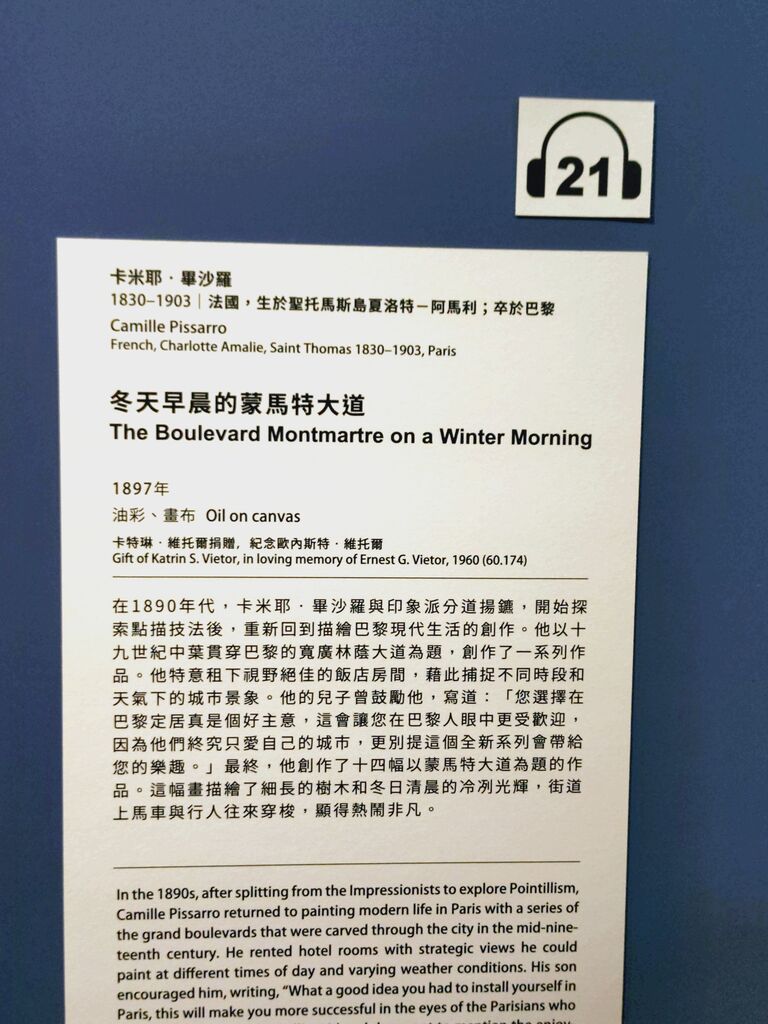 21
卡米耶．畢沙羅
1830–1903｜法國，生於聖托馬斯島夏洛特－阿馬利；卒於巴黎
Camille Pissarro
French, Charlotte Amalie, Saint Thomas 1830–1903, Paris
冬天早晨的蒙馬特大道
The Boulevard Montmartre on a Winter Morning
1897年
油彩、畫布 Oil on canvas
卡特琳．維托爾捐贈，紀念歐內斯特．維托爾
Gift of Katrin S. Vietor, in loving memory of Ernest G. Vietor, 1960 (60.174)
在1890年代，卡米耶．畢沙羅與印象派分道揚鑣，開始探
索點描技法後，重新回到描繪巴黎現代生活的創作。他以十
九世紀中葉貫穿巴黎的寬廣林蔭大道為題，創作了一系列作
品。他特意租下視野絕佳的飯店房間，藉此捕捉不同時段和
天氣下的城市景象。他的兒子曾鼓勵他，寫道：「您選擇在
巴黎定居真是個好主意，這會讓您在巴黎人眼中更受歡迎，
因為他們終究只愛自己的城市，更別提這個全新系列會帶給
您的樂趣。」最終，他創作了十四幅以蒙馬特大道為題的作
品。這幅畫描繪了細長的樹木和冬日清晨的冷冽光輝，街道
上馬車與行人往來穿梭，顯得熱鬧非凡。
In the 1890s, after splitting from the Impressionists to explore Pointillism,
Camille Pissarro returned to painting modern life in Paris with a series of
the grand boulevards that were carved through the city in the mid-nine-
teenth century. He rented hotel rooms with strategic views he could
paint at different times of day and varying weather conditions. His son
encouraged him, writing, “What a good idea you had to install yourself in
Paris, this will make you more successful in the eyes of the Parisians who